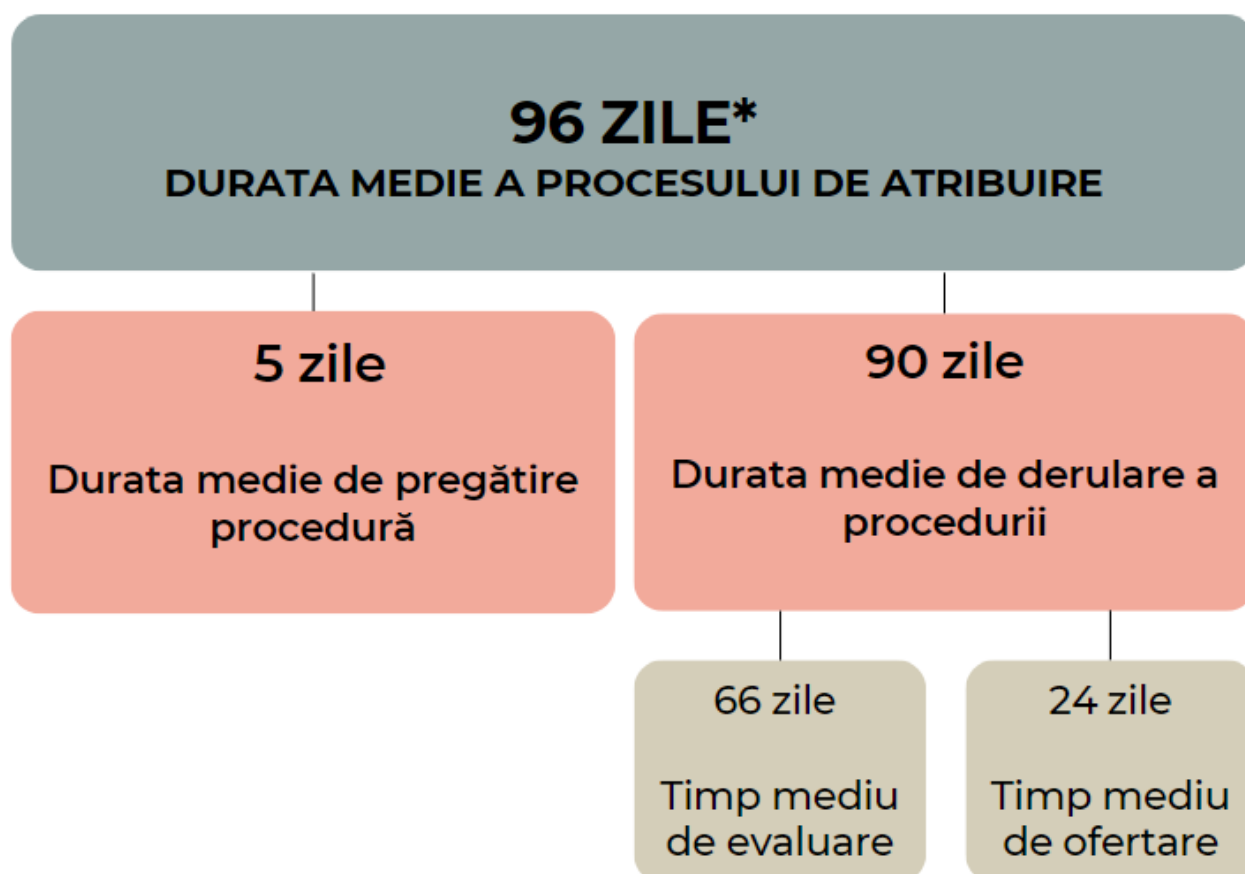 96 ZILE*
DURATA MEDIE A PROCESULUI DE ATRIBUIRE
5 zile
Durata medie de pregătire
procedură
90 zile
Durata medie de derulare a
procedurii
66 zile
Timp mediu
de evaluare
24 zile
Timp mediu
de ofertare